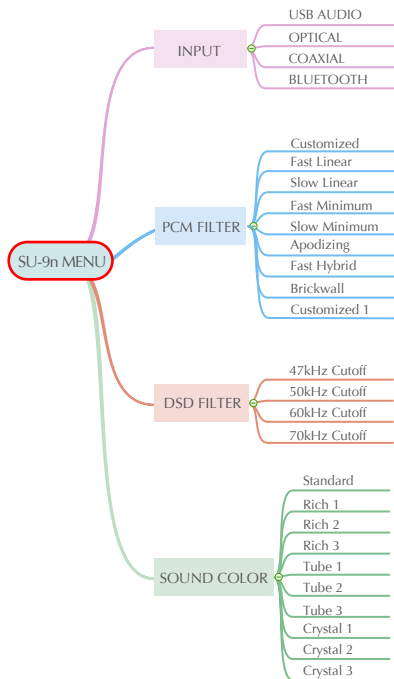 SU-9n MENU
INPUT
USB AUDIO
OPTICAL
COAXIAL
BLUETOOTH
PCM FILTER
Customized
Fast Linear
Slow Linear
Fast Minimum
Slow Minimum
Apodizing
Fast Hybrid
Brickwall
Customized 1
DSD FILTER
47kHz Cutoff
50kHz Cutoff
60kHz Cutoff
70kHz Cutoff
SOUND COLOR
Standard
Rich 1
Rich 2
Rich 3
Tube 1
Tube 2
Tube 3
Crystal 1
Crystal 2
Crystal 3